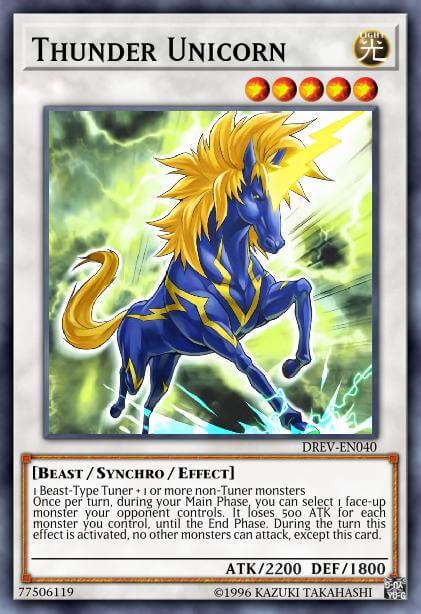 THUNDER UNICORN
LIGHT
光
DREV-EN040
[BEAST / SYNCHRO / EFFECT]
1 Beast-Type Tuner + 1 or more non-Tuner monsters
Once per turn, during your Main Phase, you can select 1 face-up
monster your opponent controls. It loses 500 ATK for each
monster you control, until the End Phase. During the turn this
effect is activated, no other monsters can attack, except this card.
ATK/2200 DEF/1800
77506119
©1996 KAZUKI TAKAHASHI